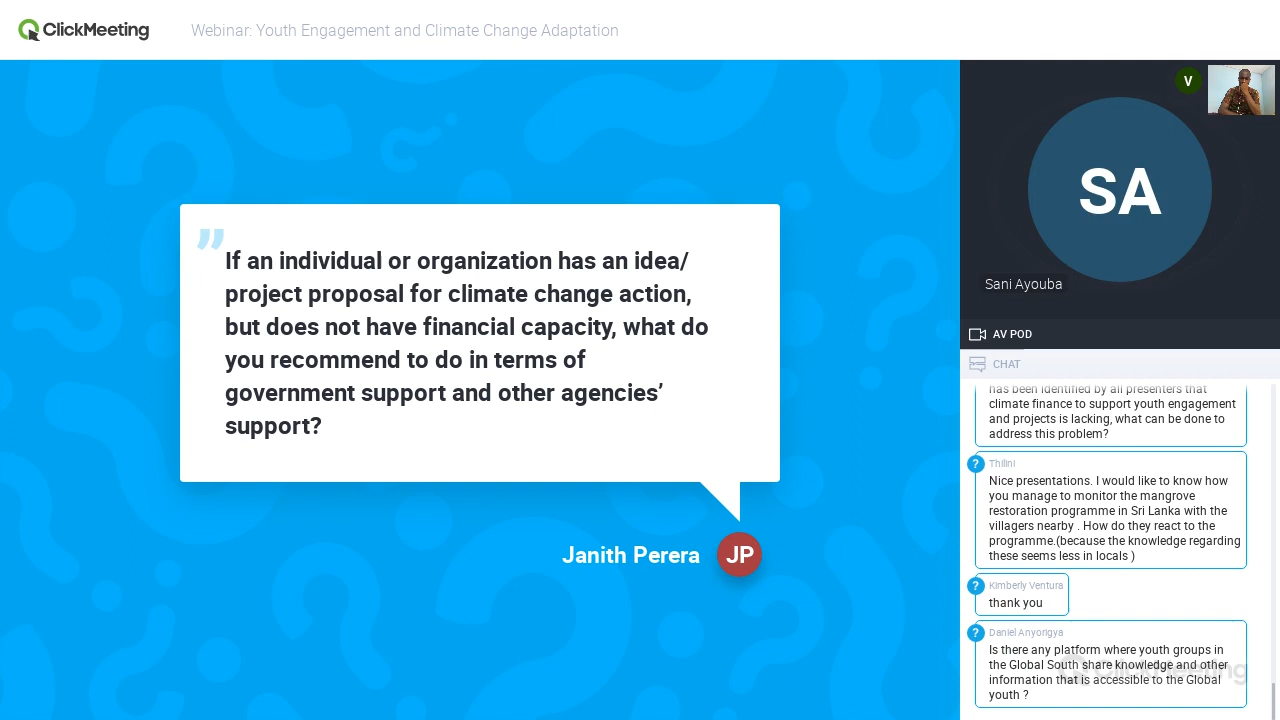 ClickMeeting
Webinar: Youth Engagement and Climate Change Adaptation
”
If an individual or organization has an idea/
project proposal for climate change action,
but does not have financial capacity, what do
you recommend to do in terms of
government support and other agencies’
support?
Janith Perera
JP
V
SA
Sani Ayouba
AV POD
CHAT
has been identified by all presenters that
climate finance to support youth engagement
and projects is lacking, what can be done to
address this problem?
?
Thilini
Nice presentations. I would like to know how
you manage to monitor the mangrove
restoration programme in Sri Lanka with the
villagers nearby . How do they react to the
programme.(because the knowledge regarding
these seems less in locals )
?
Kimberly Ventura
thank you
?
Daniel Anyorigya
Is there any platform where youth groups in
the Global South share knowledge and other
information that is accessible to the Global
youth ?
ClickMeeting